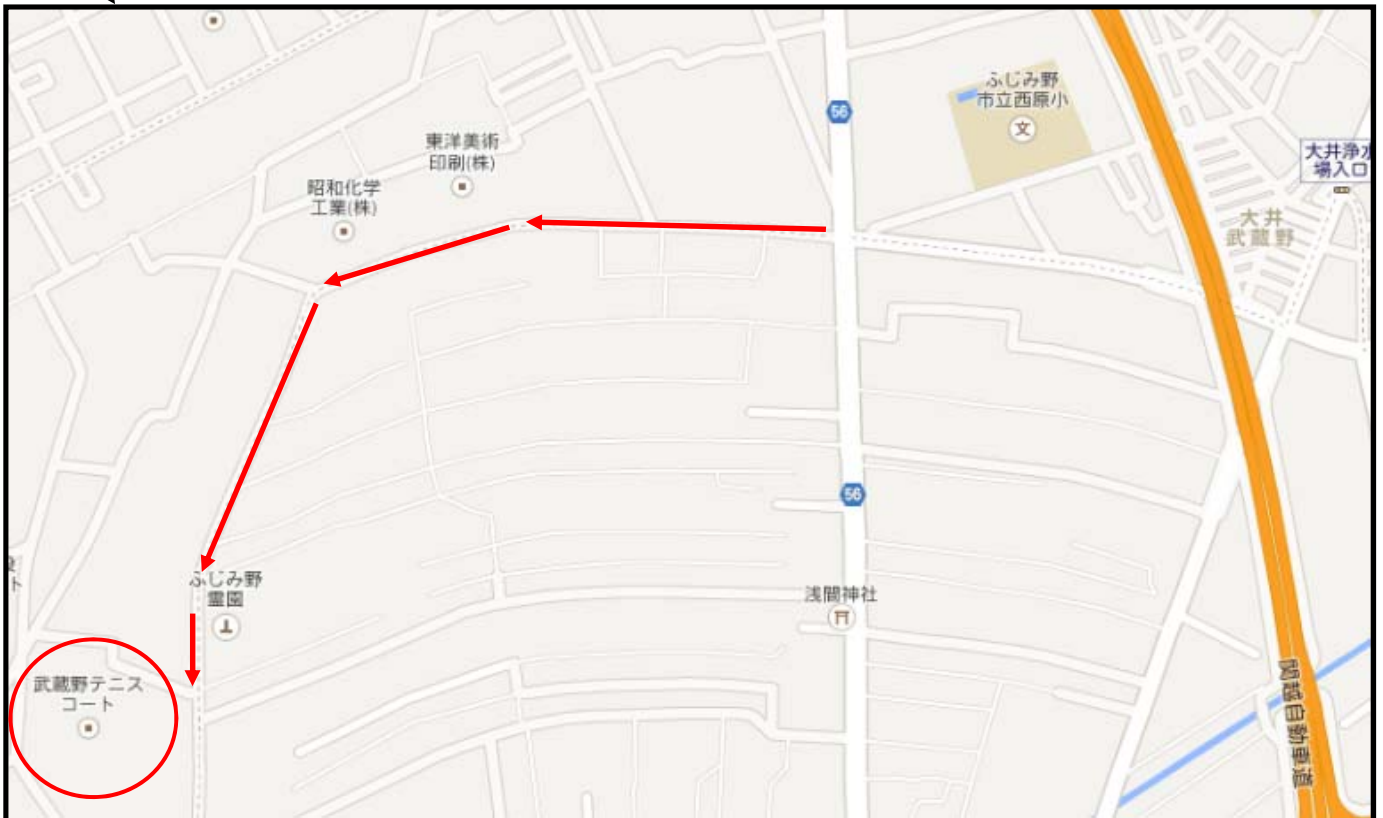 56
ふじみ野
市立西原小
文
東洋美術
印刷(株)
大井浄水
場入口
昭和化学
工業(株)
大井
武蔵野
56
ふじみ野
霊園
浅間神社
武蔵野テニス
コート
関越自動車道